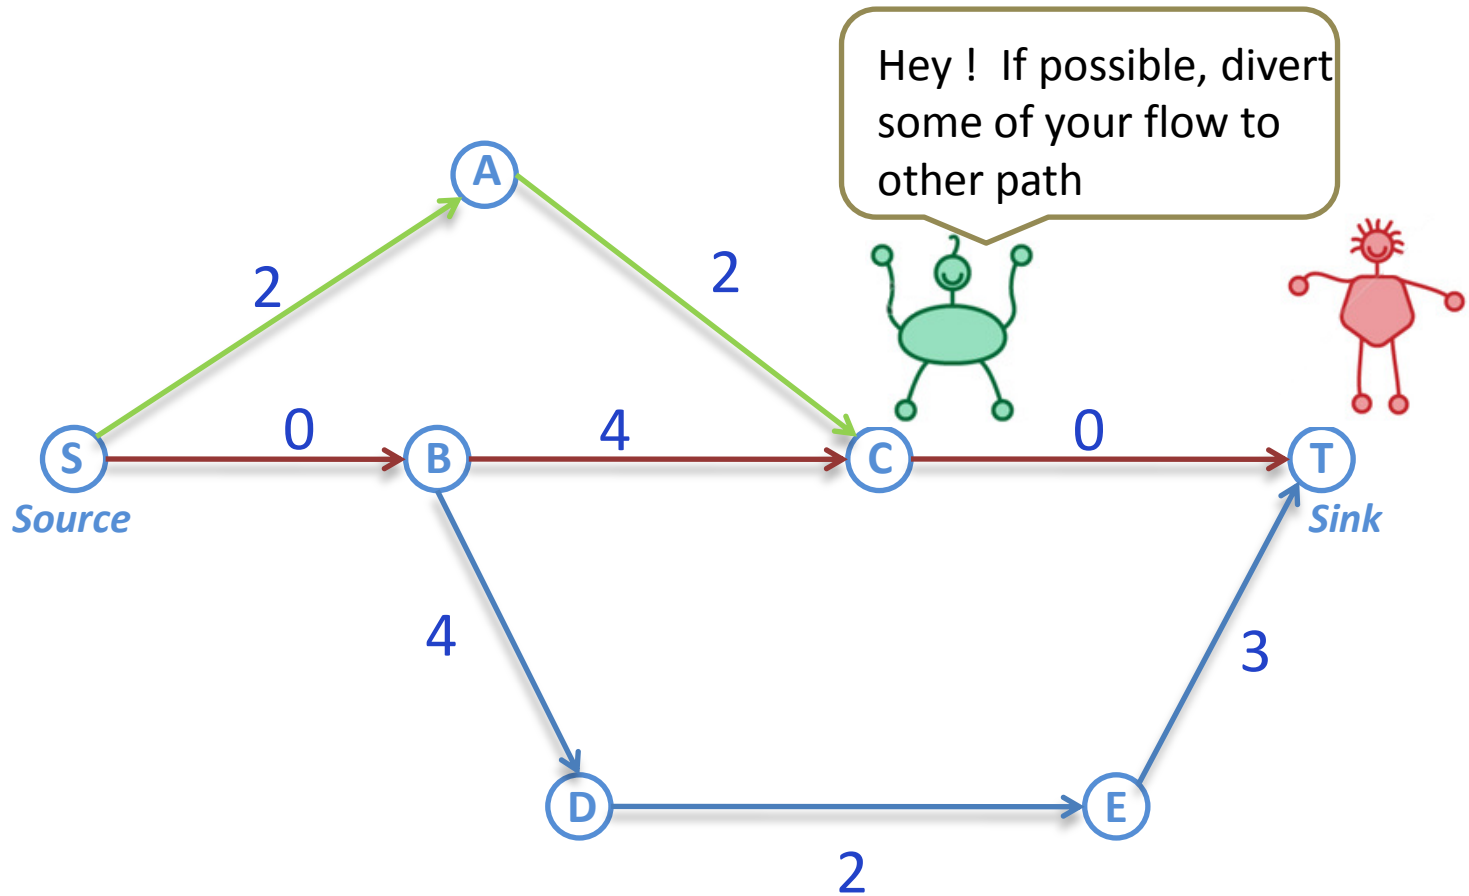 Hey !  If possible, divert
some of your flow to
other path
A
2
2
S
0
B
4
C
0
T
Source
Sink
4
3
D
E
2